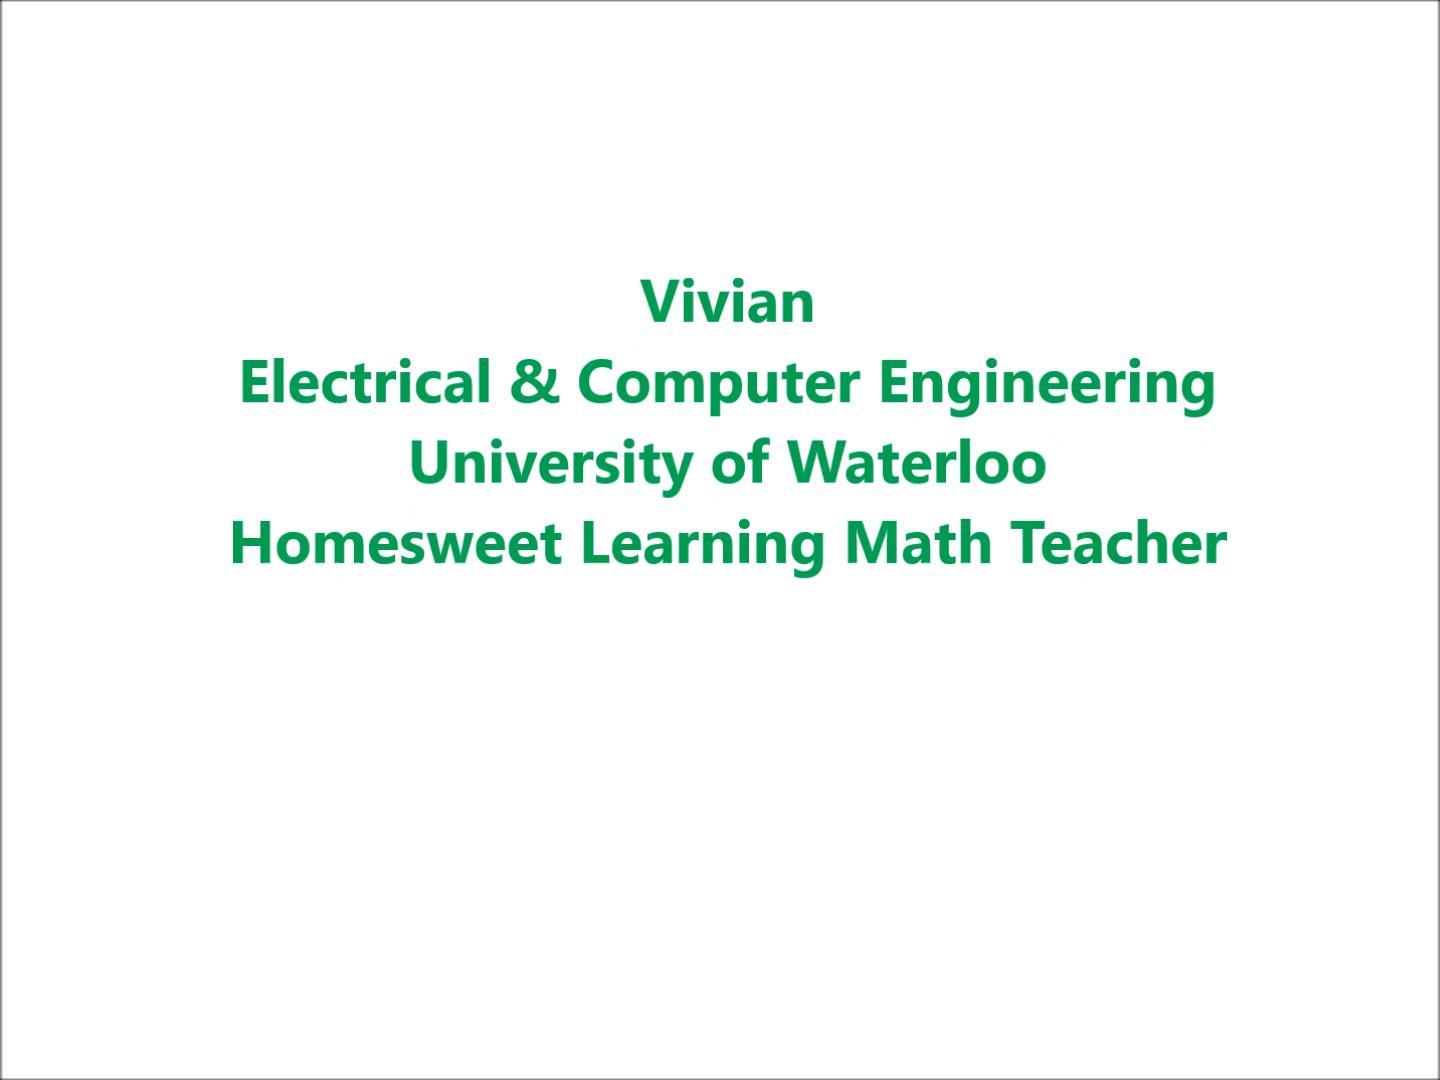 Vivian
Electrical & Computer Engineering
University of Waterloo
Homesweet Learning Math Teacher